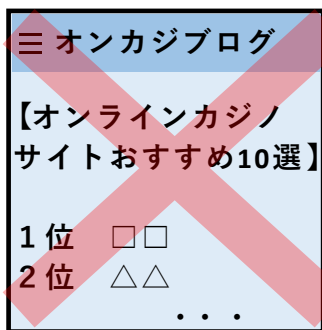 ☰ オンカジブログ
【オンラインカジノ
サイトおすすめ10選】
1位 □□
2位 △△
・・・